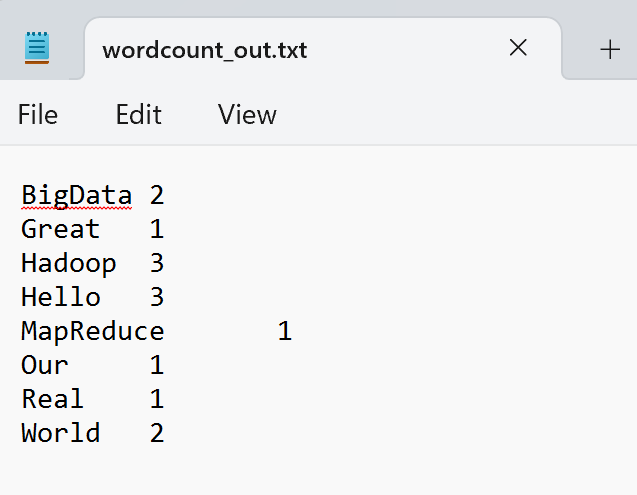 wordcount_out.txt
File Edit View
BigData 2
Great 1
Hadoop 3
Hello 3
MapReduce 1
Our 1
Real 1
World 2